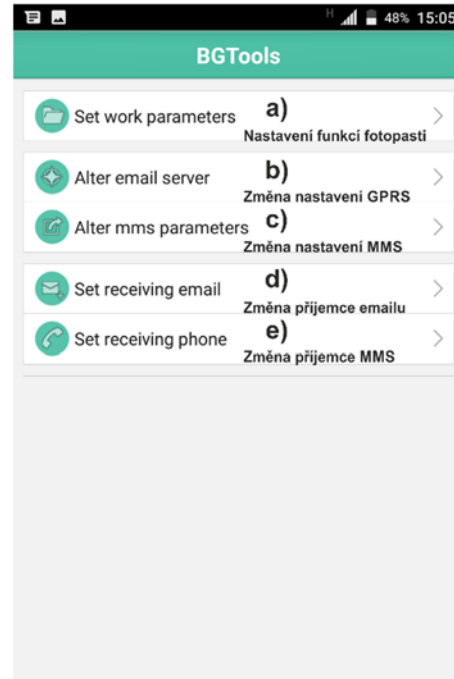 H 48% 15:05
BGTools
Set work parameters a)
Nastavení funkcí fotopasti
Alter email server b)
Změna nastavení GPRS
Alter mms parameters c)
Změna nastavení MMS
Set receiving email d)
Změna příjemce emailu
Set receiving phone e)
Změna příjemce MMS